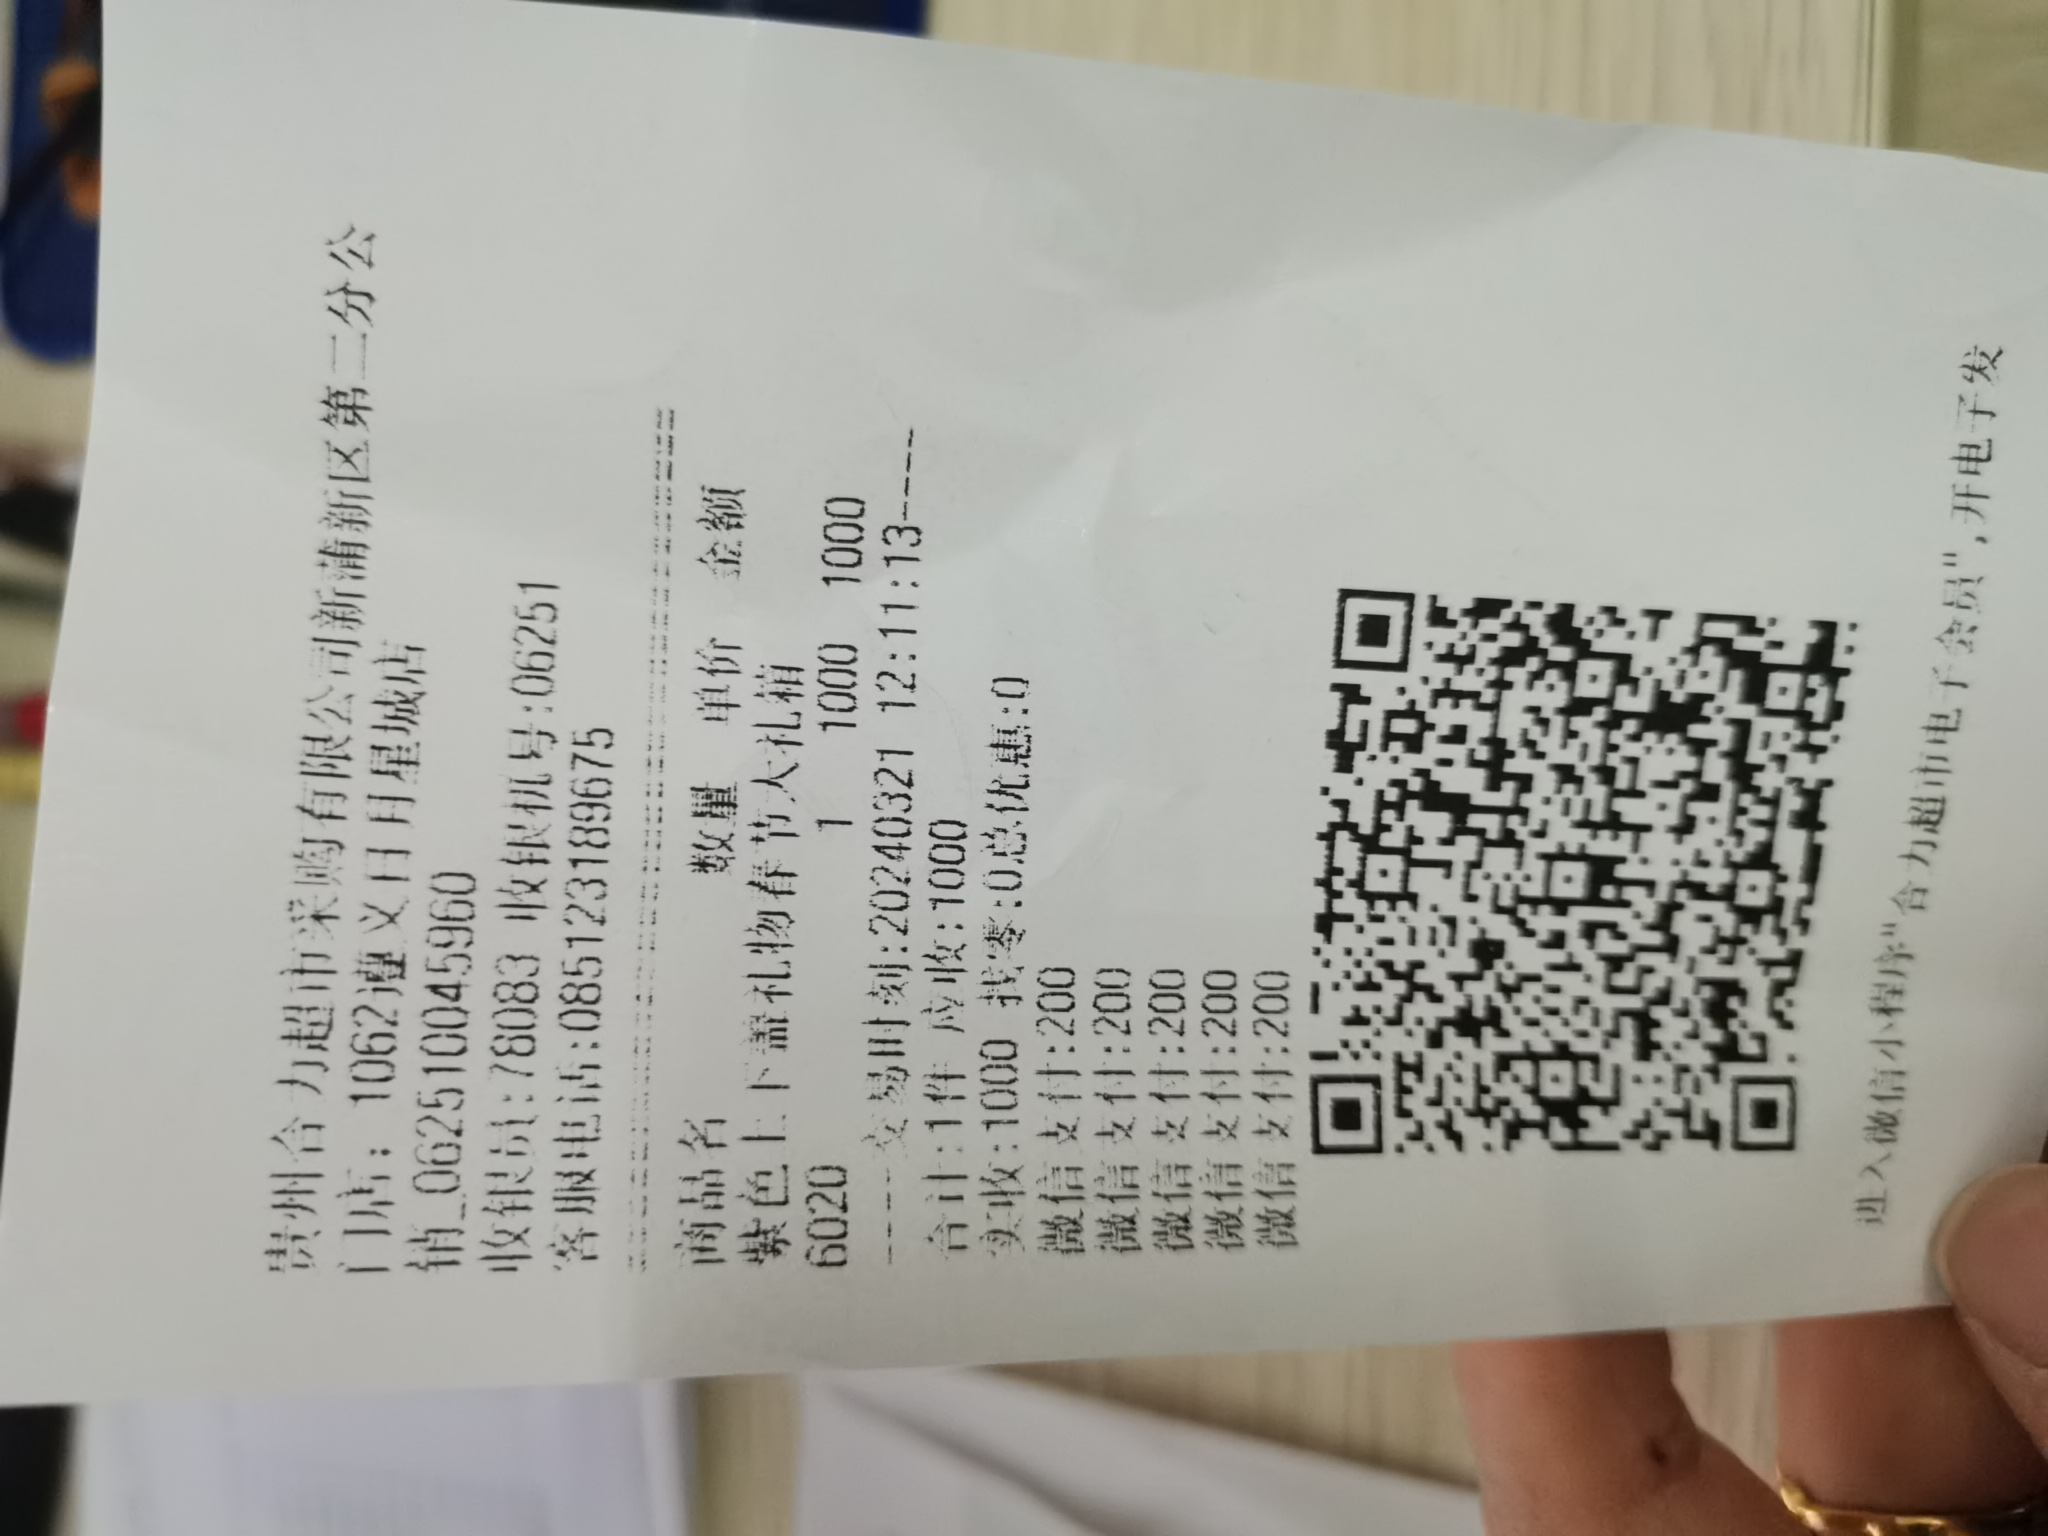 贵州合力超市采购有限公司新蒲新区第二分公
门店：1062遵义日月星城店
销_062510045960
收银员:78083 收银机号:06251
客服电话:085123189675
商品名 数量 单价 金额
紫色上下盖礼物春节大礼箱
6020 1 1000 1000
----交易时刻:20240321 12:11:13----
合计:1件 应收:1000
实收:1000 找零:0总优惠:0
微信支付:200
微信支付:200
微信支付:200
微信支付:200
微信支付:200
进入微信小程序"合力超市电子会员",开电子发